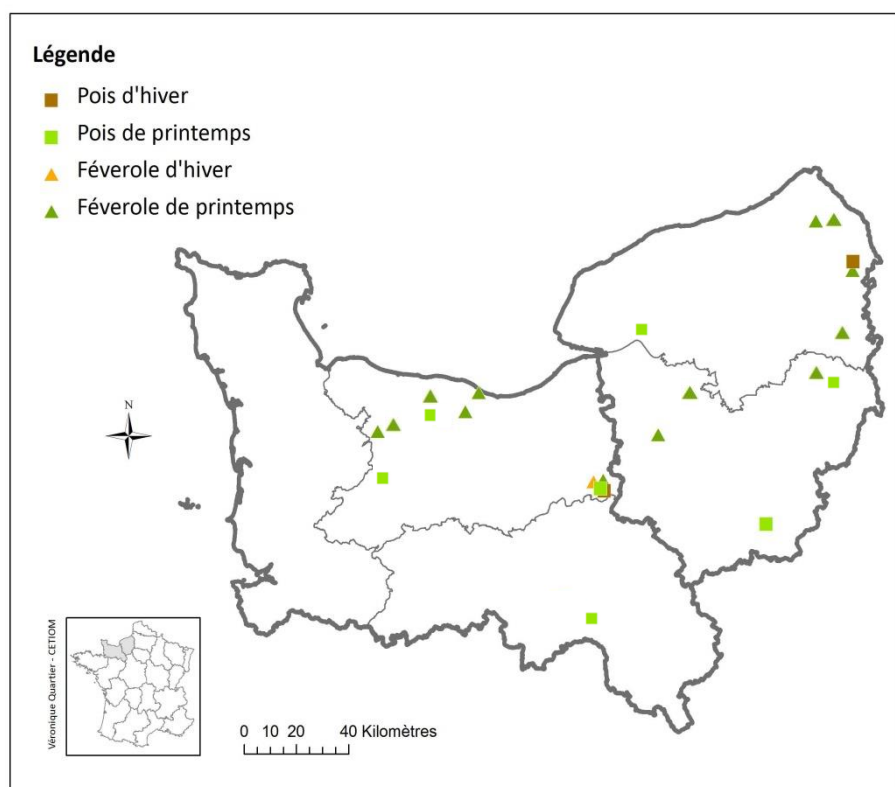 Légende
Pois d'hiver
Pois de printemps
Féverole d'hiver
Féverole de printemps
N
Véronique Quartier - CETIOM
0 10 20 40 Kilomètres